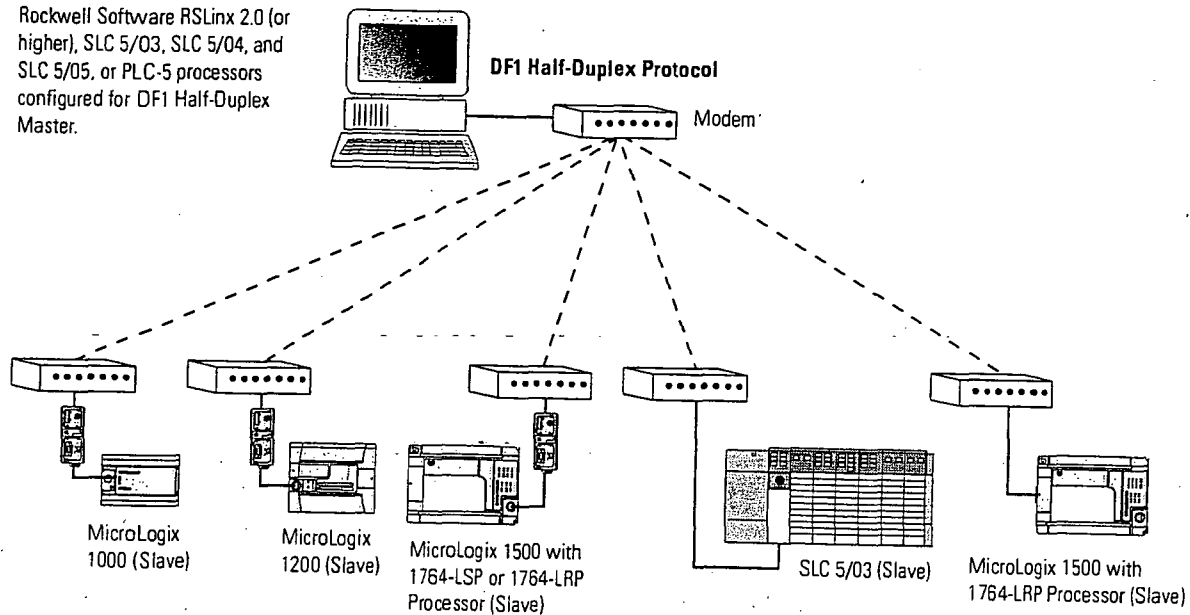 Rockwell Software RSLinx 2.0 (or
higher), SLC 5/03, SLC 5/04, and
SLC 5/05, or PLC-5 processors
configured for DF1 Half-Duplex
Master.
DF1 Half-Duplex Protocol
Modem
MicroLogix
1000 (Slave)
MicroLogix
1200 (Slave)
MicroLogix 1500 with
1764-LSP or 1764-LRP
Processor (Slave)
SLC 5/03 (Slave)
MicroLogix 1500 with
1764-LRP Processor (Slave)